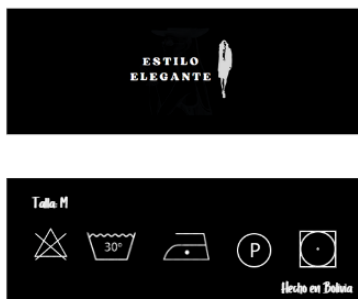 ESTILO
ELEGANTE
Talla M
30°
P
Hecho en Bolivia